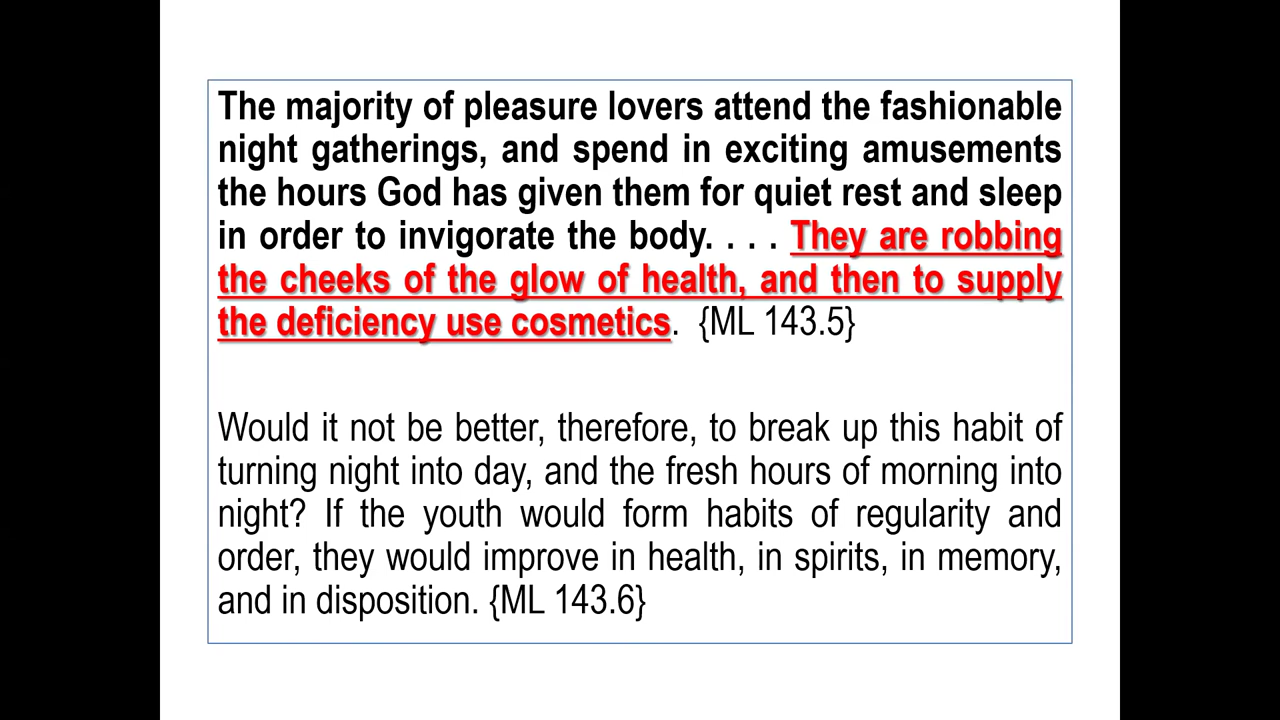 The majority of pleasure lovers attend the fashionable
night gatherings, and spend in exciting amusements
the hours God has given them for quiet rest and sleep
in order to invigorate the body. . . . They are robbing
the cheeks of the glow of health, and then to supply
the deficiency use cosmetics. {ML 143.5}
Would it not be better, therefore, to break up this habit of
turning night into day, and the fresh hours of morning into
night? If the youth would form habits of regularity and
order, they would improve in health, in spirits, in memory,
and in disposition. {ML 143.6}